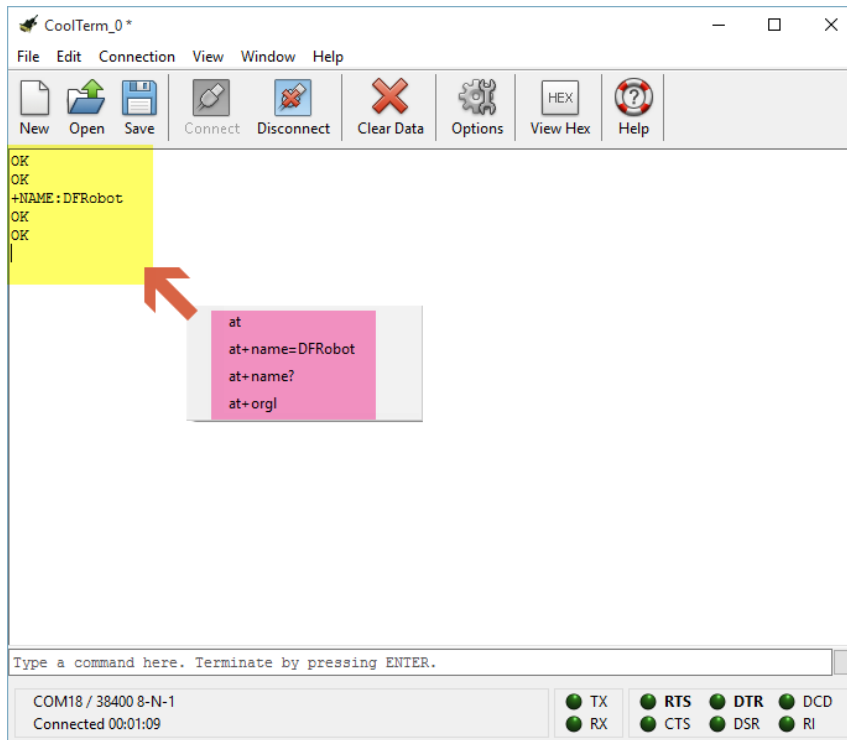 CoolTerm_0 *
File Edit Connection View Window Help
HEX
New Open Save Connect Disconnect Clear Data Options View Hex Help
OK
OK
+NAME:DFRobot
OK
OK
at
at+name=DFRobot
at+name?
at+orgl
Type a command here. Terminate by pressing ENTER.
COM18 / 38400 8-N-1
Connected 00:01:09
TX RTS DTR DCD
RX CTS DSR RI